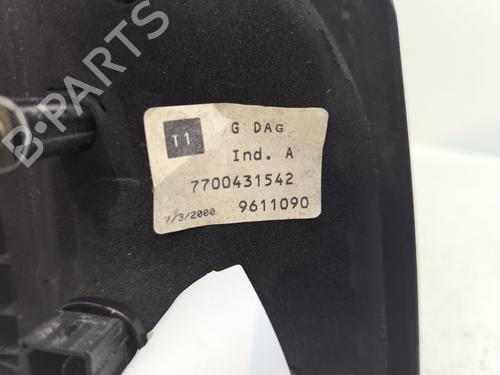 T1
G DAG
Ind. A
7700431542
7/3/2000 9611090
B-PARTS